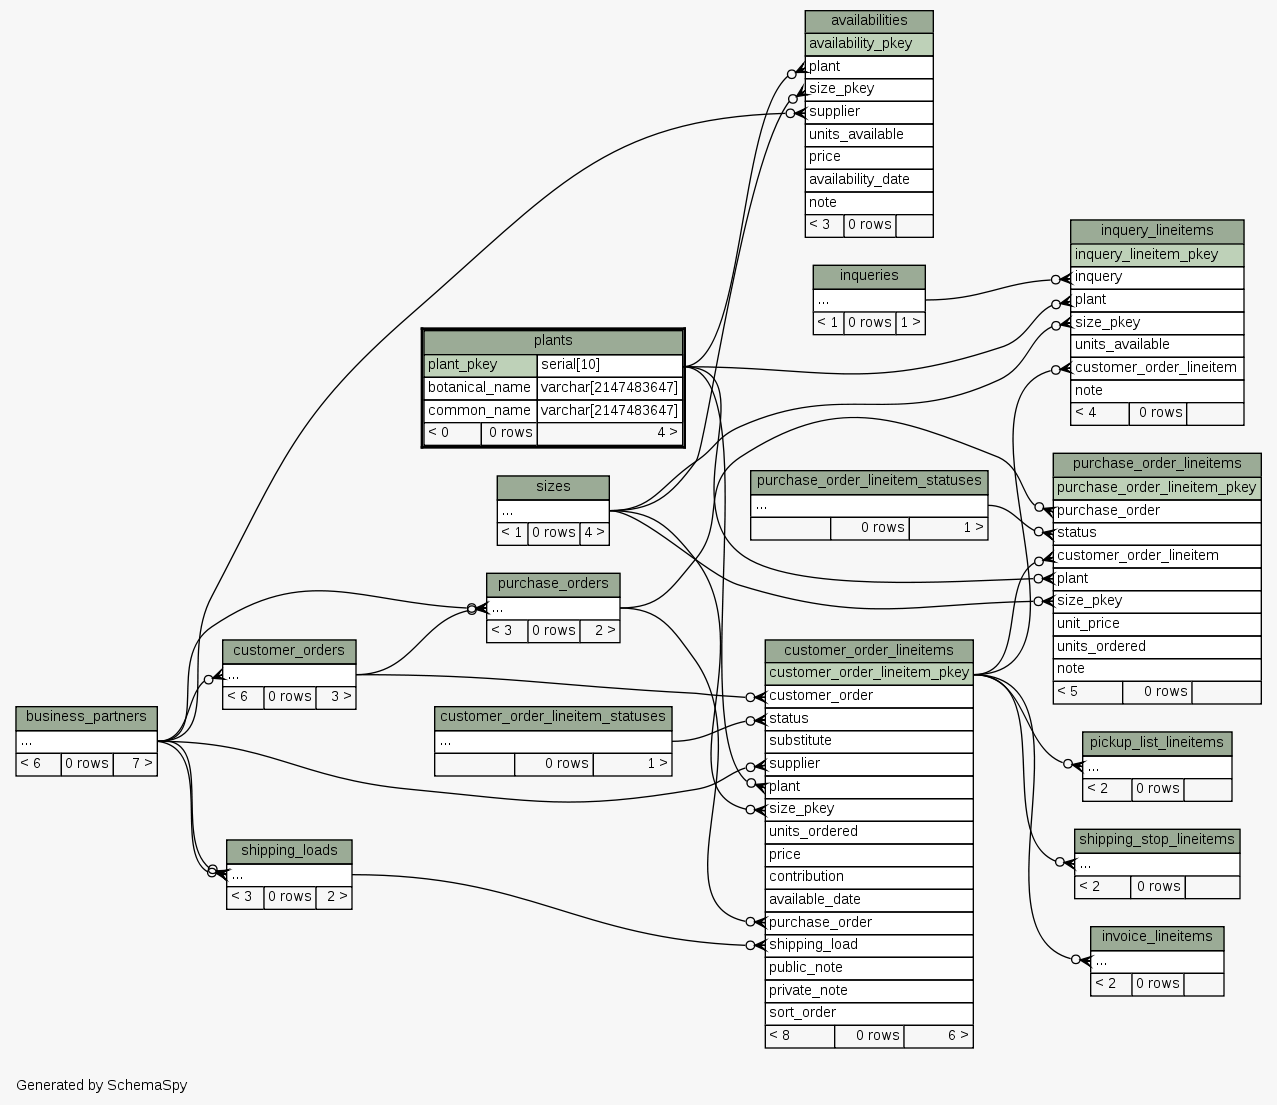 availabilities
availability_pkey
plant
size_pkey
supplier
units_available
price
availability_date
note
< 3 0 rows
inquery_lineitems
inquery_lineitem_pkey
inquery
plant
size_pkey
units_available
customer_order_lineitem
note
< 4 0 rows
inqueries
...
< 1 0 rows 1 >
plants
plant_pkey serial[10]
botanical_name varchar[2147483647]
common_name varchar[2147483647]
< 0 0 rows 4 >
purchase_order_lineitems
purchase_order_lineitem_pkey
purchase_order
status
customer_order_lineitem
plant
size_pkey
unit_price
units_ordered
note
< 5 0 rows
purchase_order_lineitem_statuses
...
0 rows 1 >
sizes
...
< 1 0 rows 4 >
purchase_orders
...
< 3 0 rows 2 >
customer_orders
...
< 6 0 rows 3 >
customer_order_lineitems
customer_order_lineitem_pkey
customer_order
status
substitute
supplier
plant
size_pkey
units_ordered
price
contribution
available_date
purchase_order
shipping_load
public_note
private_note
sort_order
< 8 0 rows 6 >
business_partners
...
< 6 0 rows 7 >
customer_order_lineitem_statuses
...
0 rows 1 >
pickup_list_lineitems
...
< 2 0 rows
shipping_stop_lineitems
...
< 2 0 rows
shipping_loads
...
< 3 0 rows 2 >
invoice_lineitems
...
< 2 0 rows
Generated by SchemaSpy